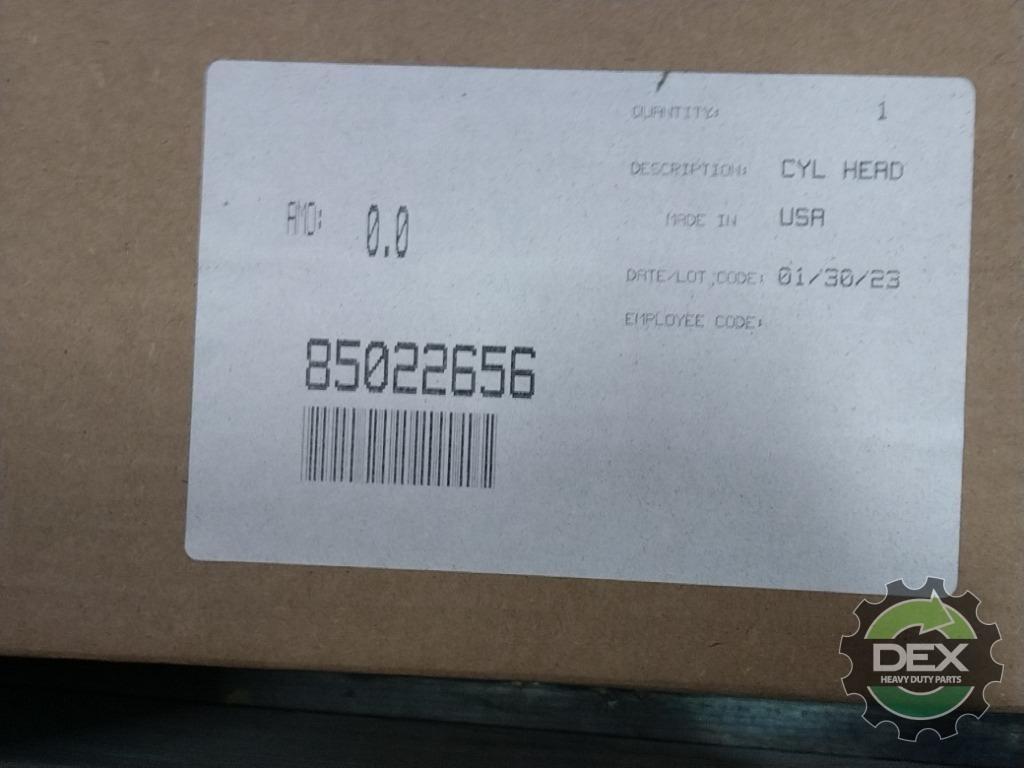 QUANTITY: 1
DESCRIPTION: CYL HEAD
MADE IN USA
AMO: 0.0
DATE/LOT CODE: 01/30/23
EMPLOYEE CODE:
85022656
DEX
HEAVY DUTY PARTS